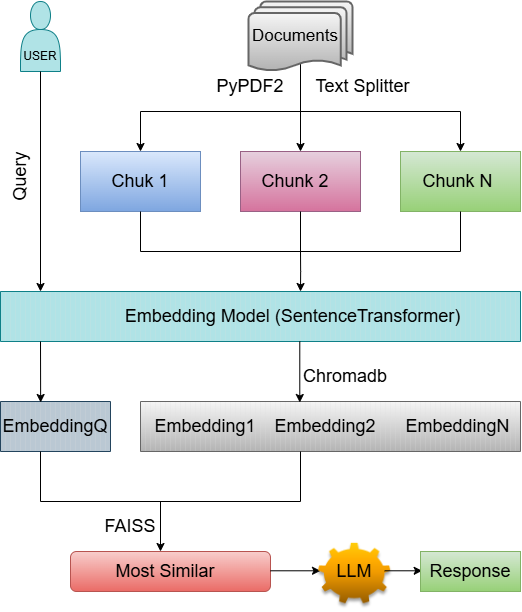 USER
Documents
PyPDF2 Text Splitter
Query
Chuk 1 Chunk 2 Chunk N
Embedding Model (SentenceTransformer)
Chromadb
EmbeddingQ Embedding1 Embedding2 EmbeddingN
FAISS
Most Similar LLM Response